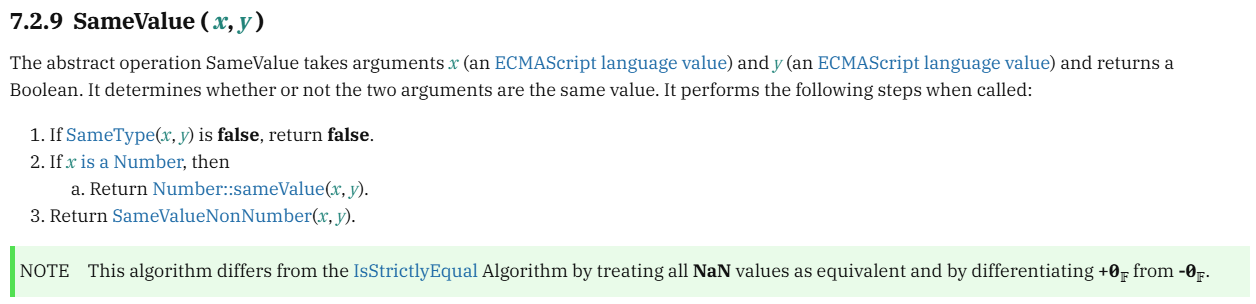 7.2.9 SameValue ( x, y )
The abstract operation SameValue takes arguments x (an ECMAScript language value) and y (an ECMAScript language value) and returns a
Boolean. It determines whether or not the two arguments are the same value. It performs the following steps when called:
1. If SameType(x, y) is false, return false.
2. If x is a Number, then
a. Return Number::sameValue(x, y).
3. Return SameValueNonNumber(x, y).
NOTE This algorithm differs from the IsStrictlyEqual Algorithm by treating all NaN values as equivalent and by differentiating +0𝔽 from -0𝔽.